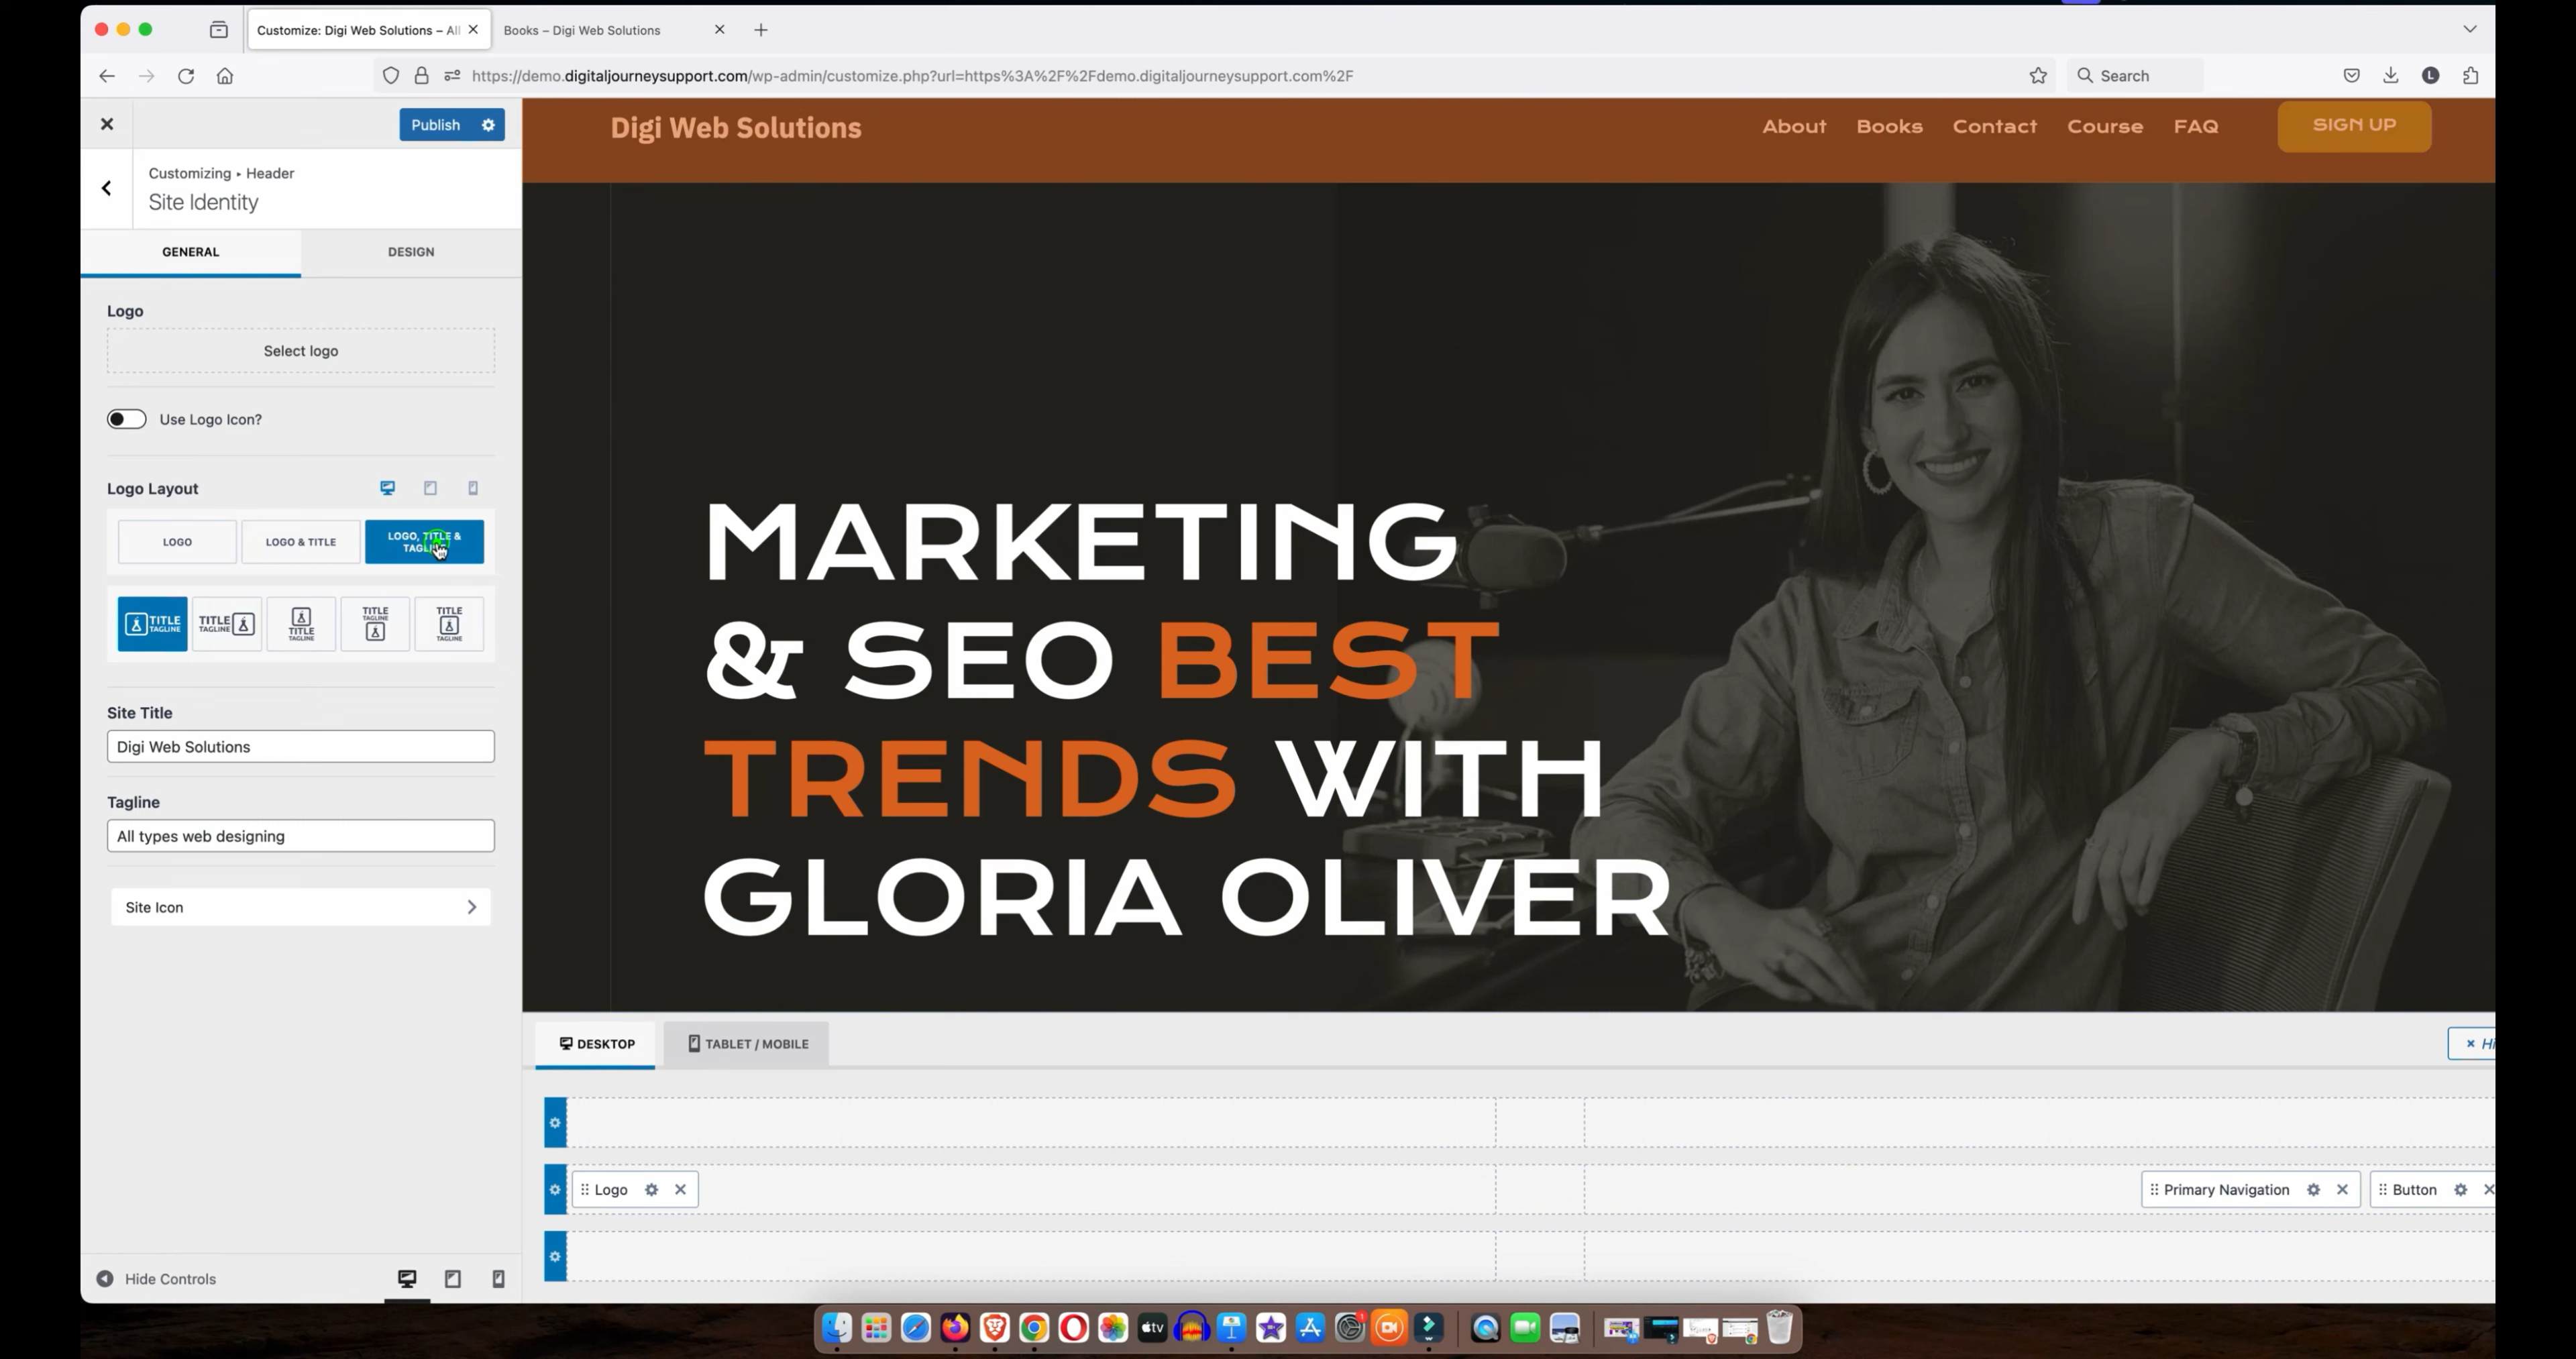 Customize: Digi Web Solutions – All
Books – Digi Web Solutions
https://demo.digitaljourneysupport.com/wp-admin/customize.php?url=https%3A%2F%2Fdemo.digitaljourneysupport.com%2F
Search
L
Publish
Customizing ▸ Header
Site Identity
GENERAL
DESIGN
Logo
Select logo
Use Logo Icon?
Logo Layout
LOGO
LOGO & TITLE
LOGO, TITLE &
TITLE
TAGLINE
TITLE
TAGLINE
TITLE
TAGLINE
TITLE
TAGLINE
TITLE
TAGLINE
Site Title
Digi Web Solutions
Tagline
All types web designing
Site Icon
Hide Controls
Digi Web Solutions
About
Books
Contact
Course
FAQ
SIGN UP
MARKETING
& SEO BEST
TRENDS WITH
GLORIA OLIVER
DESKTOP
TABLET / MOBILE
Logo
Primary Navigation
Button
tv
1